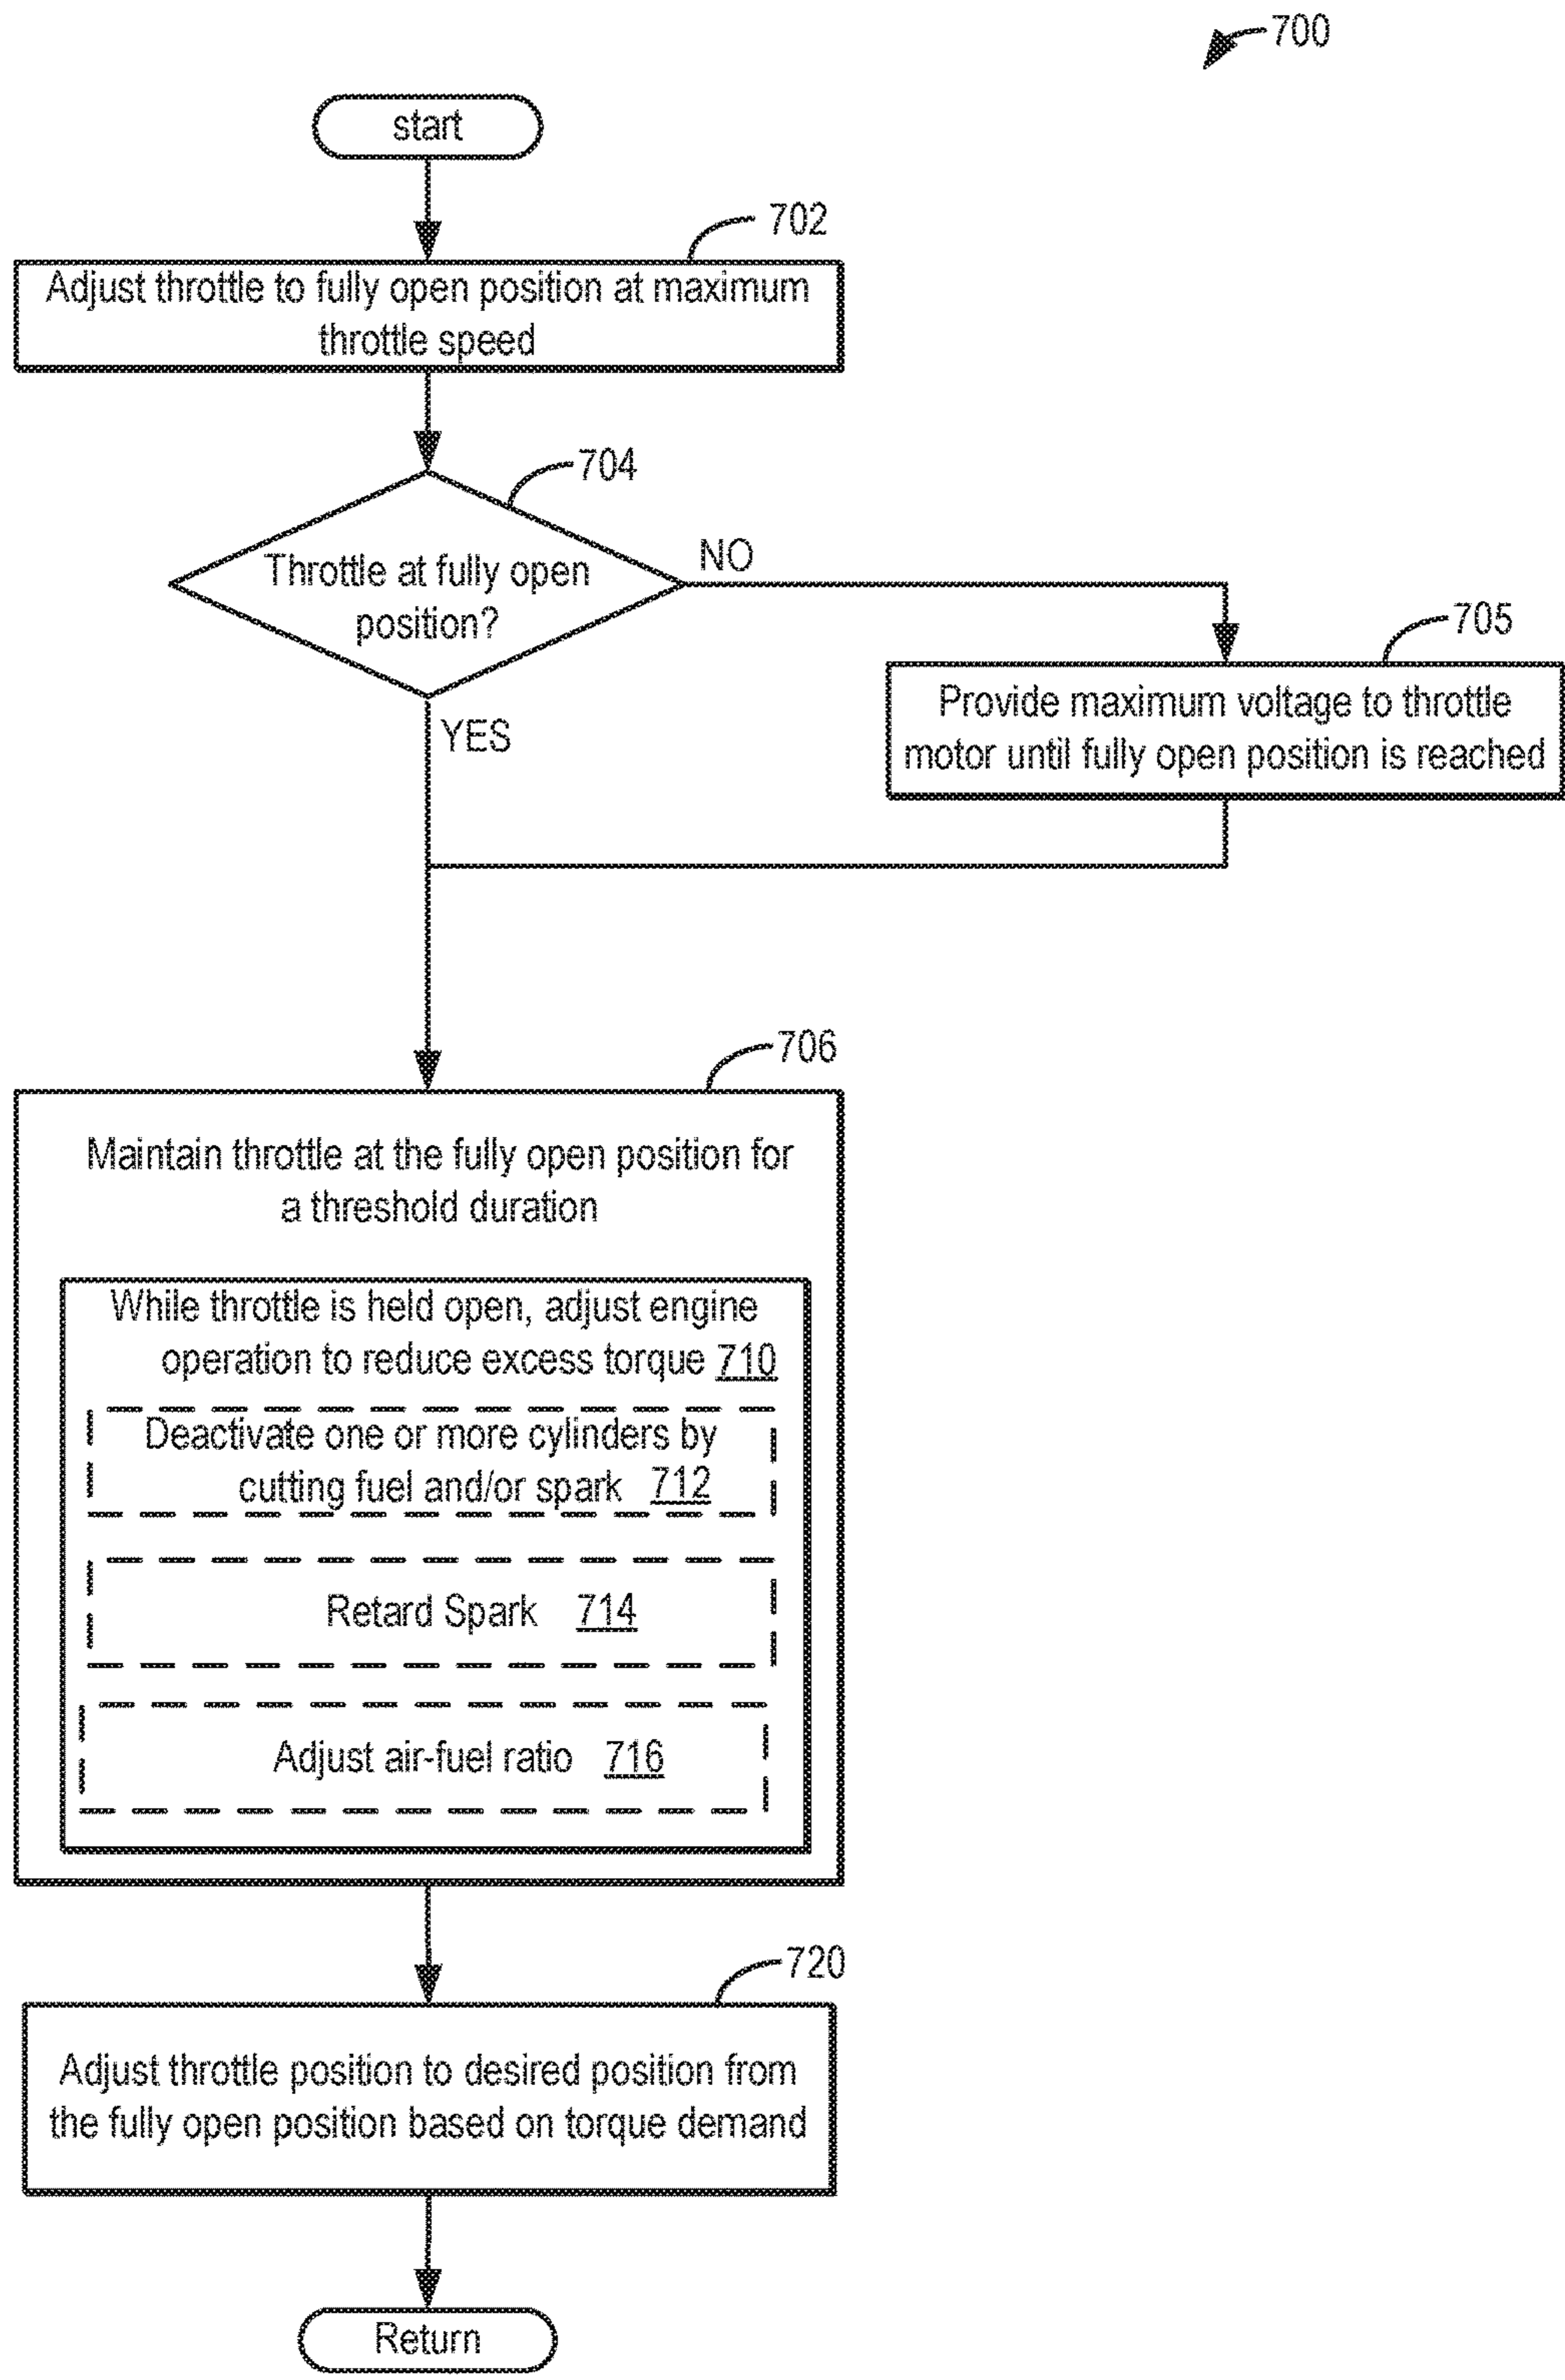 700
start
702
Adjust throttle to fully open position at maximum
throttle speed
704
Throttle at fully open
position?
NO
YES
705
Provide maximum voltage to throttle
motor until fully open position is reached
706
Maintain throttle at the fully open position for
a threshold duration
While throttle is held open, adjust engine
operation to reduce excess torque 710
Deactivate one or more cylinders by
cutting fuel and/or spark 712
Retard Spark 714
Adjust air-fuel ratio 716
720
Adjust throttle position to desired position from
the fully open position based on torque demand
Return